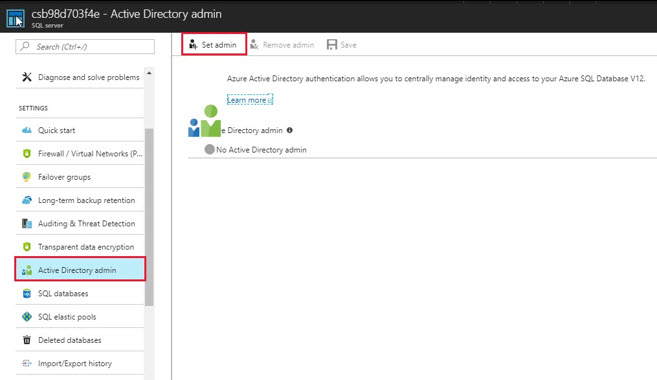 csb98d703f4e - Active Directory admin
SQL server
Search (Ctrl+/)
Diagnose and solve problems
SETTINGS
Quick start
Firewall / Virtual Networks (P...
Failover groups
Long-term backup retention
Auditing & Threat Detection
Transparent data encryption
Active Directory admin
SQL databases
SQL elastic pools
Deleted databases
Import/Export history
Set admin Remove admin Save
Azure Active Directory authentication allows you to centrally manage identity and access to your Azure SQL Database V12.
Learn more
e Directory admin
No Active Directory admin